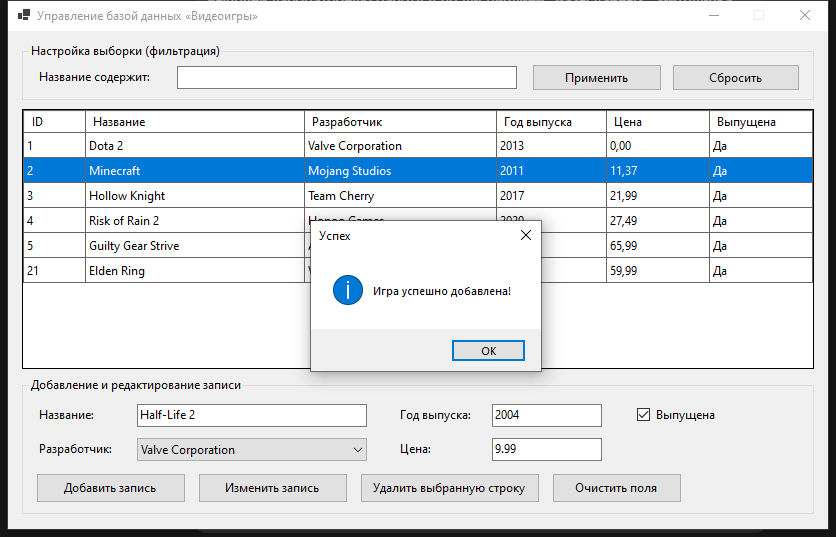 Управление базой данных «Видеоигры»
Настройка выборки (фильтрация)
Название содержит: Применить Сбросить
ID Название Разработчик Год выпуска Цена Выпущена
1 Dota 2 Valve Corporation 2013 0,00 Да
2 Minecraft Mojang Studios 2011 11,37 Да
3 Hollow Knight Team Cherry 2017 21,99 Да
4 Risk of Rain 2 27,49 Да
5 Guilty Gear Strive 65,99 Да
21 Elden Ring 59,99 Да
Успех
Игра успешно добавлена!
OK
Добавление и редактирование записи
Название: Half-Life 2 Год выпуска: 2004 Выпущена
Разработчик: Valve Corporation Цена: 9.99
Добавить запись Изменить запись Удалить выбранную строку Очистить поля